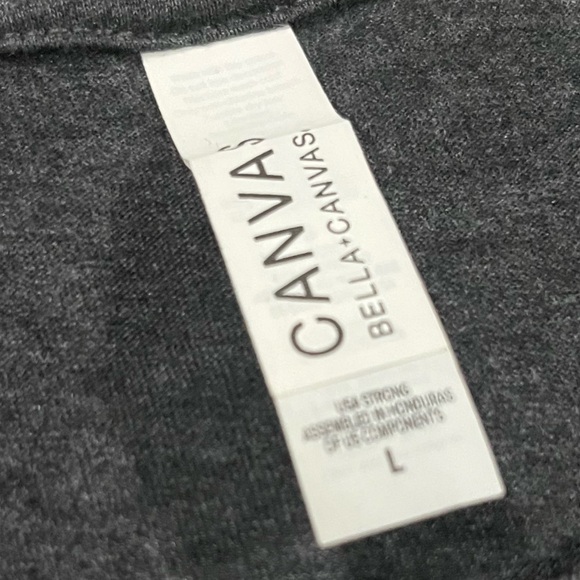 CANVAS
BELLA+CANVAS
USA STRONG
ASSEMBLED IN HONDURAS
OF US COMPONENTS
L